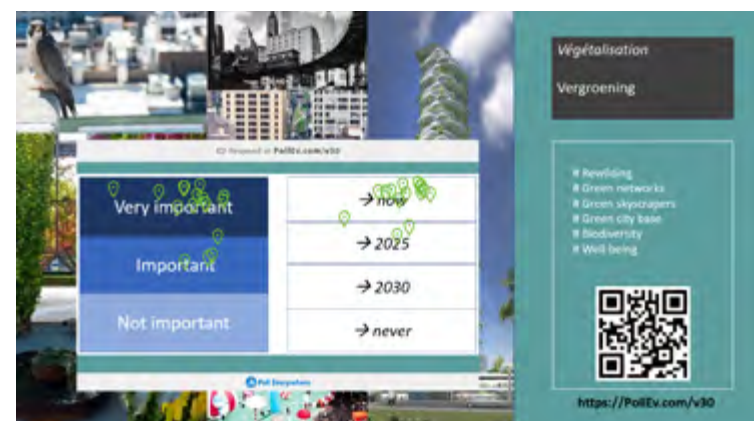 Végétalisation
Vergroening
Respond at PollEv.com/v30
Very important
→ now
→ 2025
Important
→ 2030
Not important
→ never
Poll Everywhere
# Rewilding
# Green networks
# Green skyscrapers
# Green city base
# Biodiversity
# Well being
https://PollEv.com/v30